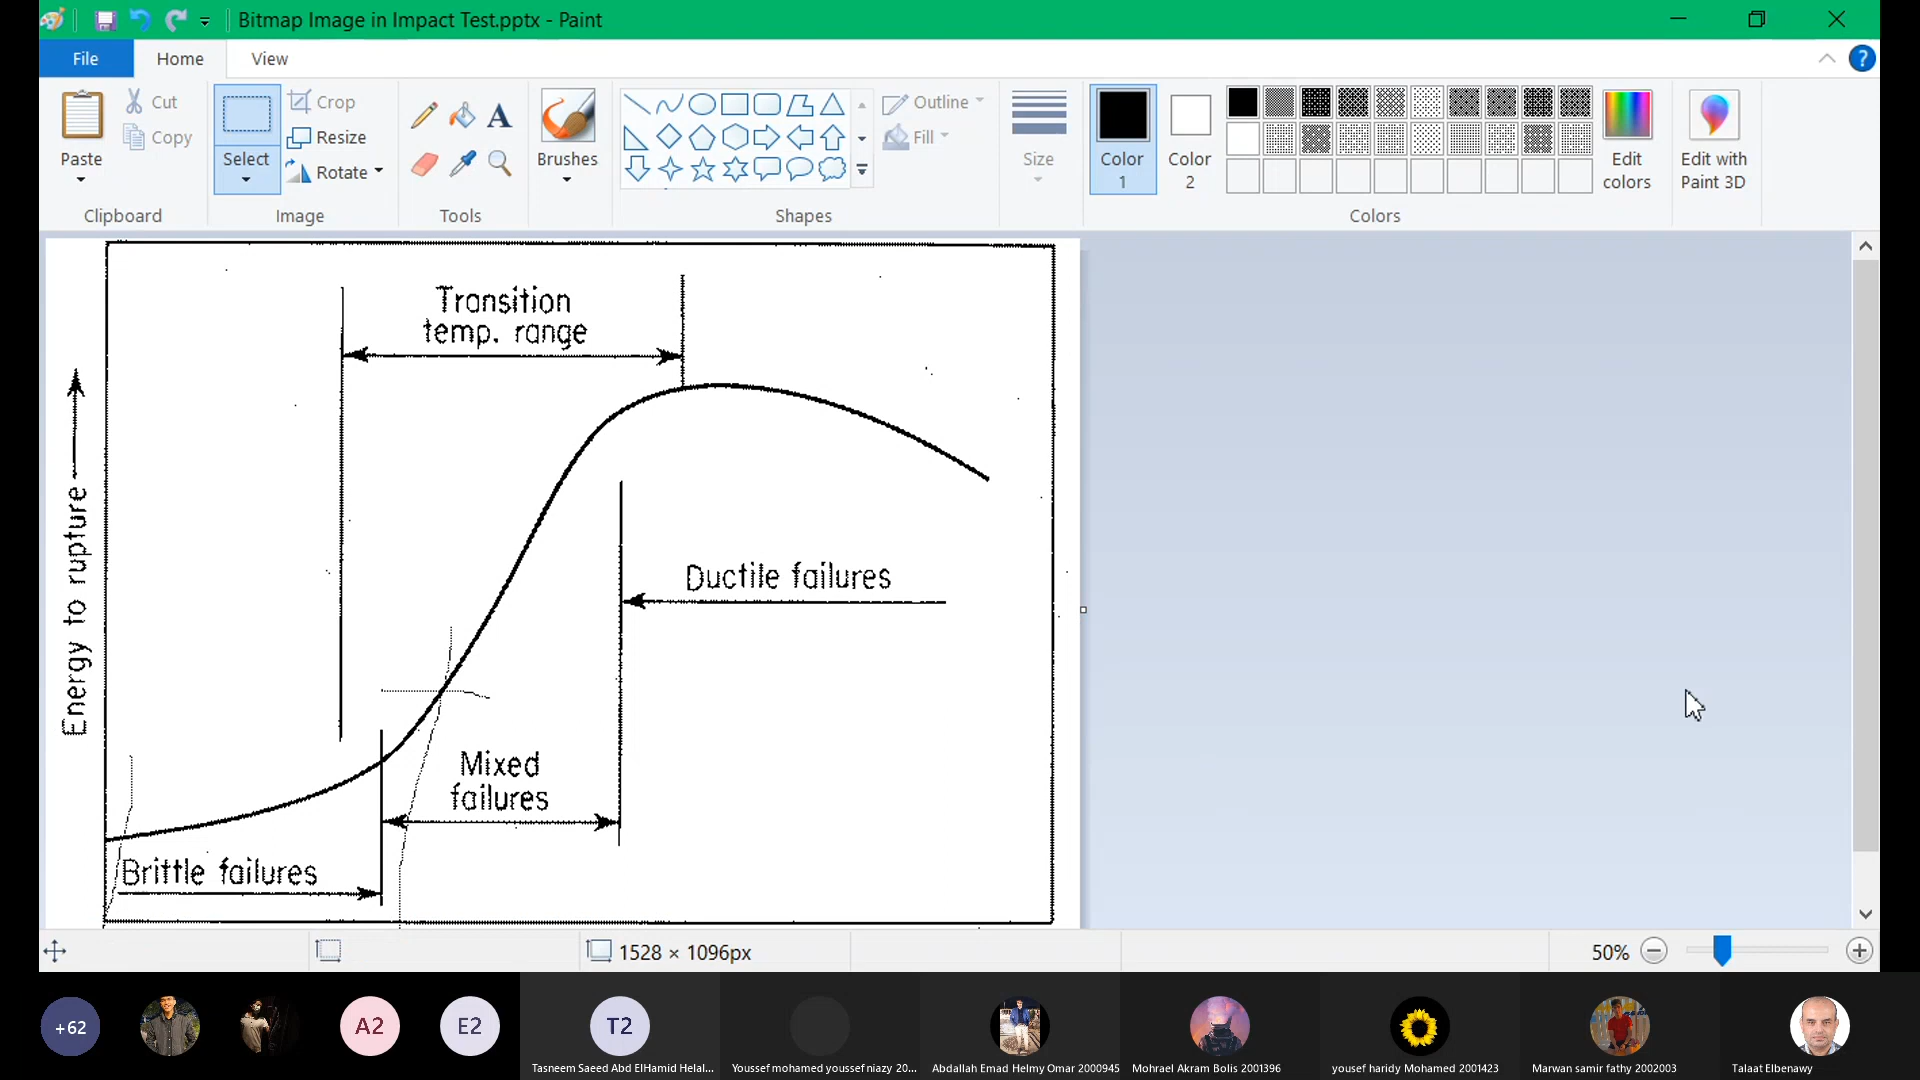 Bitmap Image in Impact Test.pptx - Paint
File
Home
View
?
Paste
Cut
Copy
Clipboard
Select
Crop
Resize
Rotate
Image
A
Tools
Brushes
Outline
Fill
Shapes
Size
Color
1
Color
2
Edit
colors
Edit with
Paint 3D
Colors
Transition
temp. range
Energy to rupture
Ductile failures
Mixed
failures
Brittle failures
1528 × 1096px
50%
+62
A2
E2
T2
Tasneem Saeed Abd ElHamid Helal...
Youssef mohamed youssef niazy 20...
Abdallah Emad Helmy Omar 2000945
Mohrael Akram Bolis 2001396
yousef haridy Mohamed 2001423
Marwan samir fathy 2002003
Talaat Elbenawy